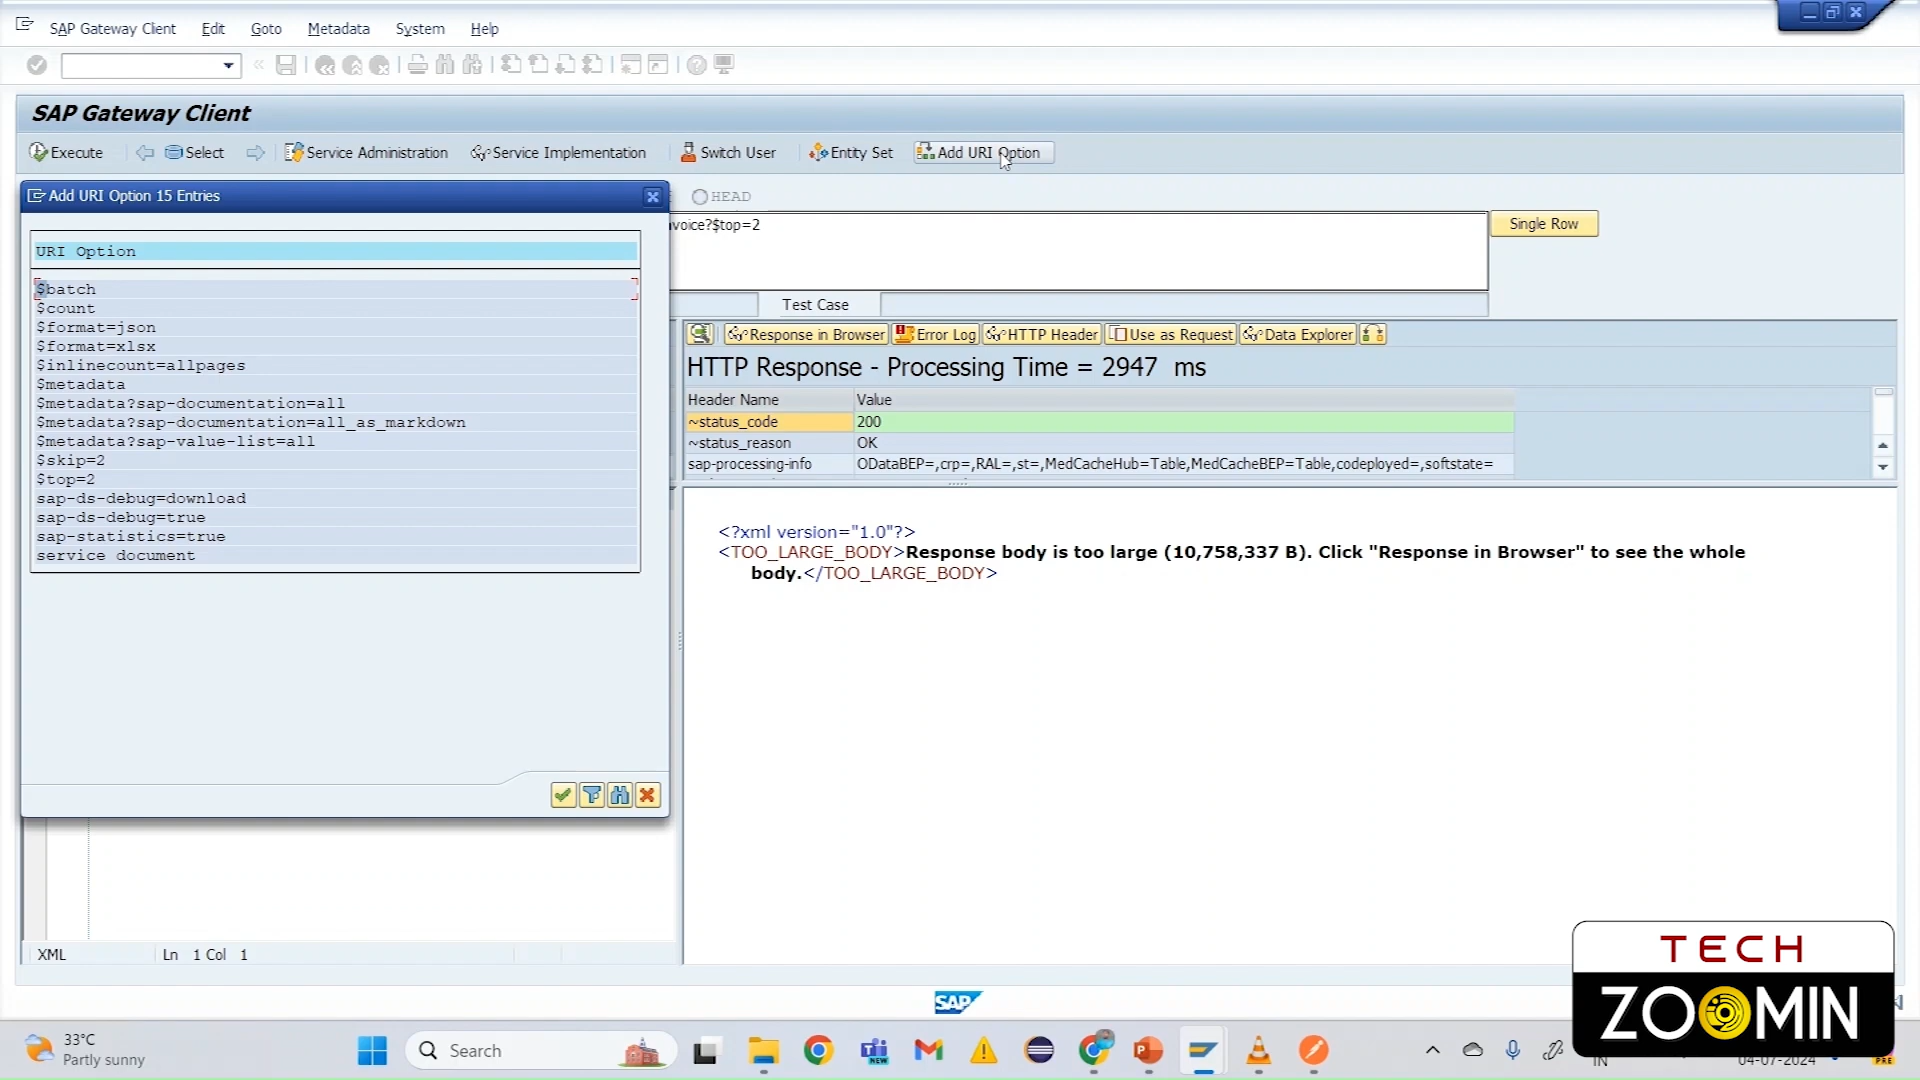 SAP Gateway Client Edit Goto Metadata System Help
SAP Gateway Client
Execute Select Service Administration Service Implementation Switch User Entity Set Add URI Option
Add URI Option 15 Entries
HEAD
voice?$top=2
Single Row
URI Option
$batch
$count
$format=json
$format=xlsx
$inlinecount=allpages
$metadata
$metadata?sap-documentation=all
$metadata?sap-documentation=all_as_markdown
$metadata?sap-value-list=all
$skip=2
$top=2
sap-ds-debug=download
sap-ds-debug=true
sap-statistics=true
service document
Test Case
Response in Browser Error Log HTTP Header Use as Request Data Explorer
HTTP Response - Processing Time = 2947 ms
Header Name Value
~status_code 200
~status_reason OK
sap-processing-info ODataBEP=,crp=,RAL=,st=,MedCacheHub=Table,MedCacheBEP=Table,codeployed=,softstate=
<?xml version="1.0"?>
<TOO_LARGE_BODY>Response body is too large (10,758,337 B). Click "Response in Browser" to see the whole
body.</TOO_LARGE_BODY>
XML Ln 1 Col 1
SAP
TECH
ZOOMIN
33°C
Partly sunny
Search
NEW
IN
04-07-2024
PRE